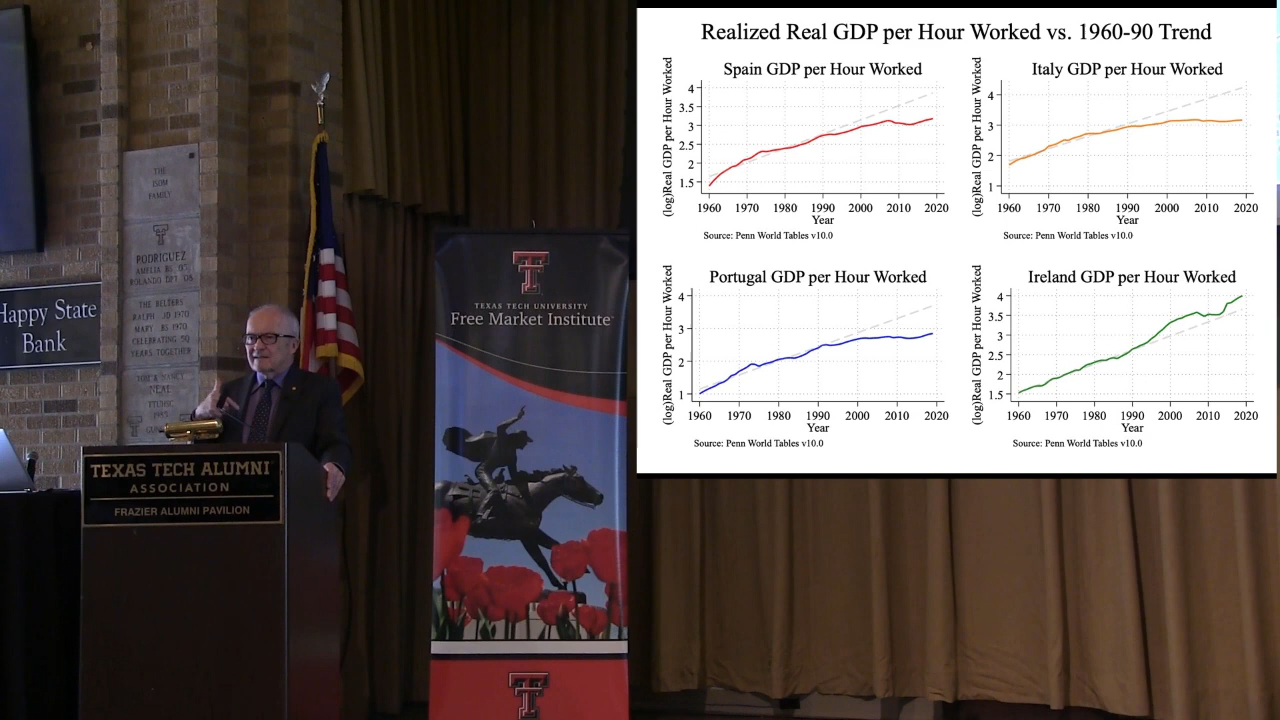 Happy State
Bank
THE
ISOM
FAMILY
RODRIGUEZ
THE BELTERS
RALPH JD 1970
MARY BS 1970
CELEBRATING 50
YEARS TOGETHER
NEAL
TEXAS TECH ALUMNI
ASSOCIATION
FRAZIER ALUMNI PAVILION
TEXAS TECH UNIVERSITY
Free Market Institute
Realized Real GDP per Hour Worked vs. 1960-90 Trend
Spain GDP per Hour Worked
(log)Real GDP per Hour Worked
4
3.5
3
2.5
2
1.5
1960 1970 1980 1990 2000 2010 2020
Year
Source: Penn World Tables v10.0
Italy GDP per Hour Worked
(log)Real GDP per Hour Worked
4
3
2
1
1960 1970 1980 1990 2000 2010 2020
Year
Source: Penn World Tables v10.0
Portugal GDP per Hour Worked
(log)Real GDP per Hour Worked
4
3
2
1
1960 1970 1980 1990 2000 2010 2020
Year
Source: Penn World Tables v10.0
Ireland GDP per Hour Worked
(log)Real GDP per Hour Worked
4
3.5
3
2.5
2
1.5
1960 1970 1980 1990 2000 2010 2020
Year
Source: Penn World Tables v10.0